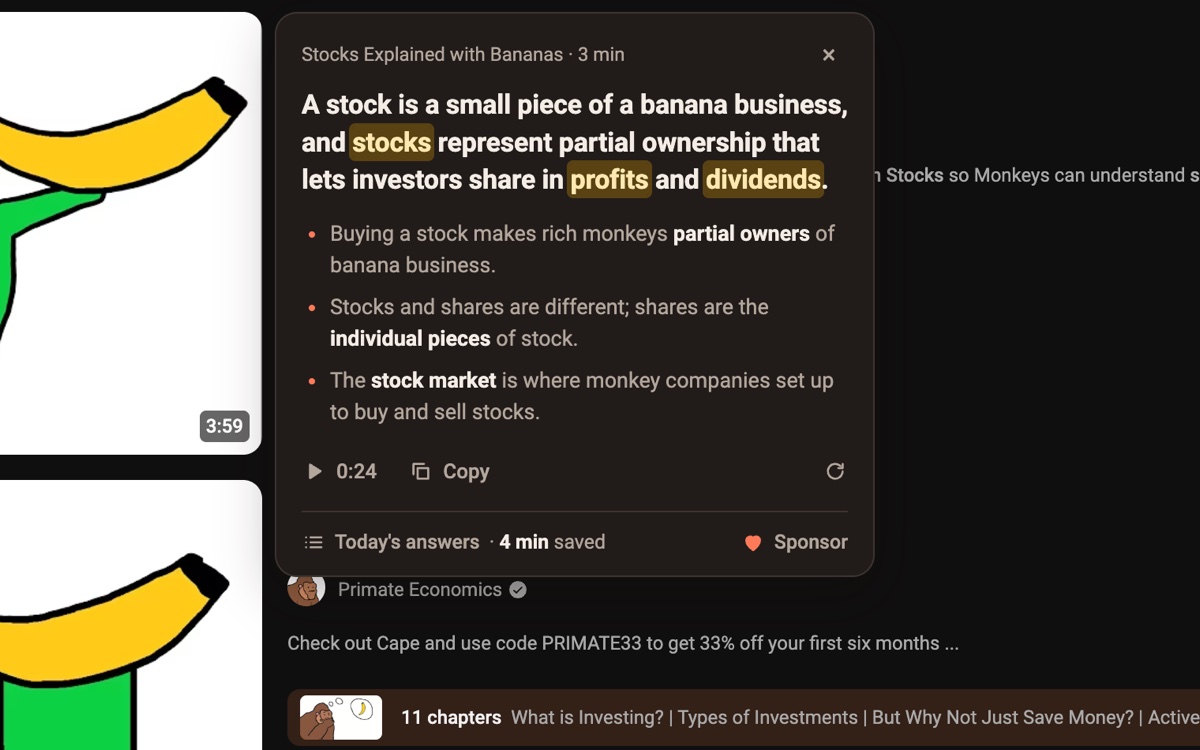 Stocks Explained with Bananas · 3 min
A stock is a small piece of a banana business,
and stocks represent partial ownership that
lets investors share in profits and dividends.
Stocks so Monkeys can understand
• Buying a stock makes rich monkeys partial owners of
banana business.
• Stocks and shares are different; shares are the
individual pieces of stock.
• The stock market is where monkey companies set up
to buy and sell stocks.
3:59
0:24 Copy
Today's answers · 4 min saved
Sponsor
Primate Economics
Check out Cape and use code PRIMATE33 to get 33% off your first six months ...
11 chapters What is Investing? | Types of Investments | But Why Not Just Save Money? | Active